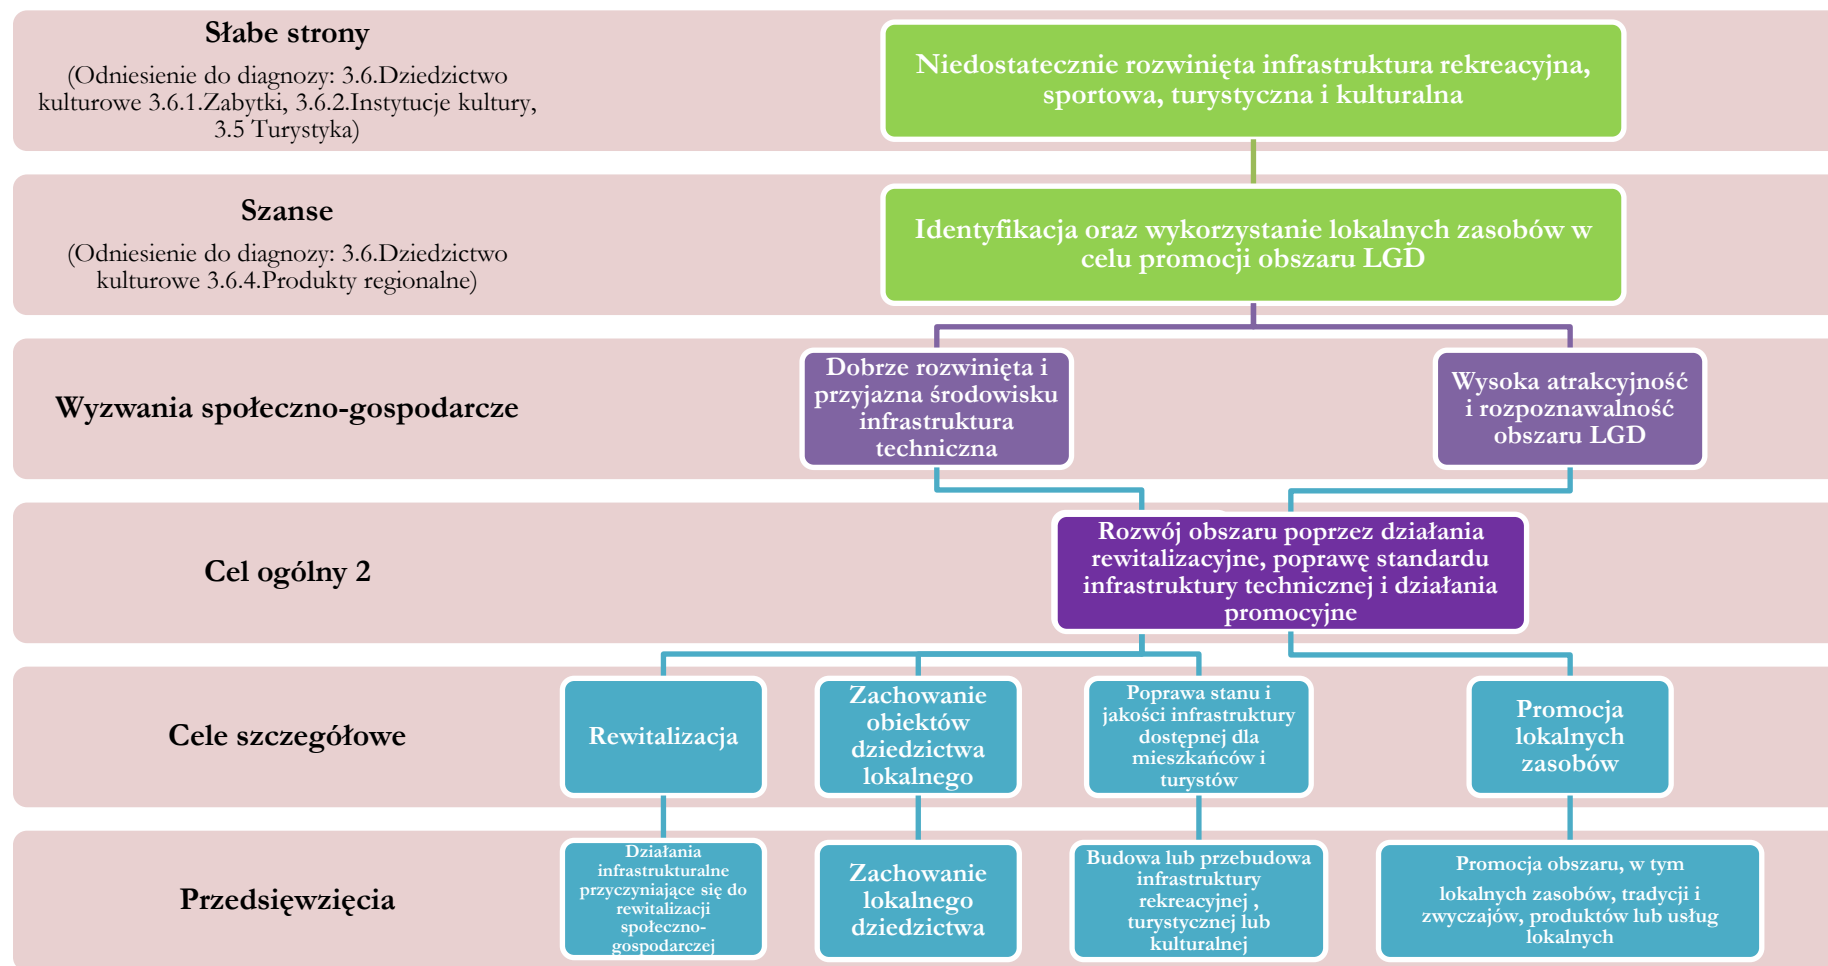 Słabe strony
(Odniesienie do diagnozy: 3.6.Dziedzictwo
kulturowe 3.6.1.Zabytki, 3.6.2.Instytucje kultury,
3.5 Turystyka)
Niedostatecznie rozwinięta infrastruktura rekreacyjna,
sportowa, turystyczna i kulturalna
Szanse
(Odniesienie do diagnozy: 3.6.Dziedzictwo
kulturowe 3.6.4.Produkty regionalne)
Identyfikacja oraz wykorzystanie lokalnych zasobów w
celu promocji obszaru LGD
Wyzwania społeczno-gospodarcze
Dobrze rozwinięta i
przyjazna środowisku
infrastruktura
techniczna
Wysoka atrakcyjność
i rozpoznawalność
obszaru LGD
Cel ogólny 2
Rozwój obszaru poprzez działania
rewitalizacyjne, poprawę standardu
infrastruktury technicznej i działania
promocyjne
Cele szczegółowe
Rewitalizacja
Zachowanie
obiektów
dziedzictwa
lokalnego
Poprawa stanu i
jakości infrastruktury
dostępnej dla
mieszkańców i
turystów
Promocja
lokalnych
zasobów
Przedsięwzięcia
Działania
infrastrukturalne
przyczyniające się do
rewitalizacji
społeczno-
gospodarczej
Zachowanie
lokalnego
dziedzictwa
Budowa lub przebudowa
infrastruktury
rekreacyjnej ,
turystycznej lub
kulturalnej
Promocja obszaru, w tym
lokalnych zasobów, tradycji i
zwyczajów, produktów lub usług
lokalnych